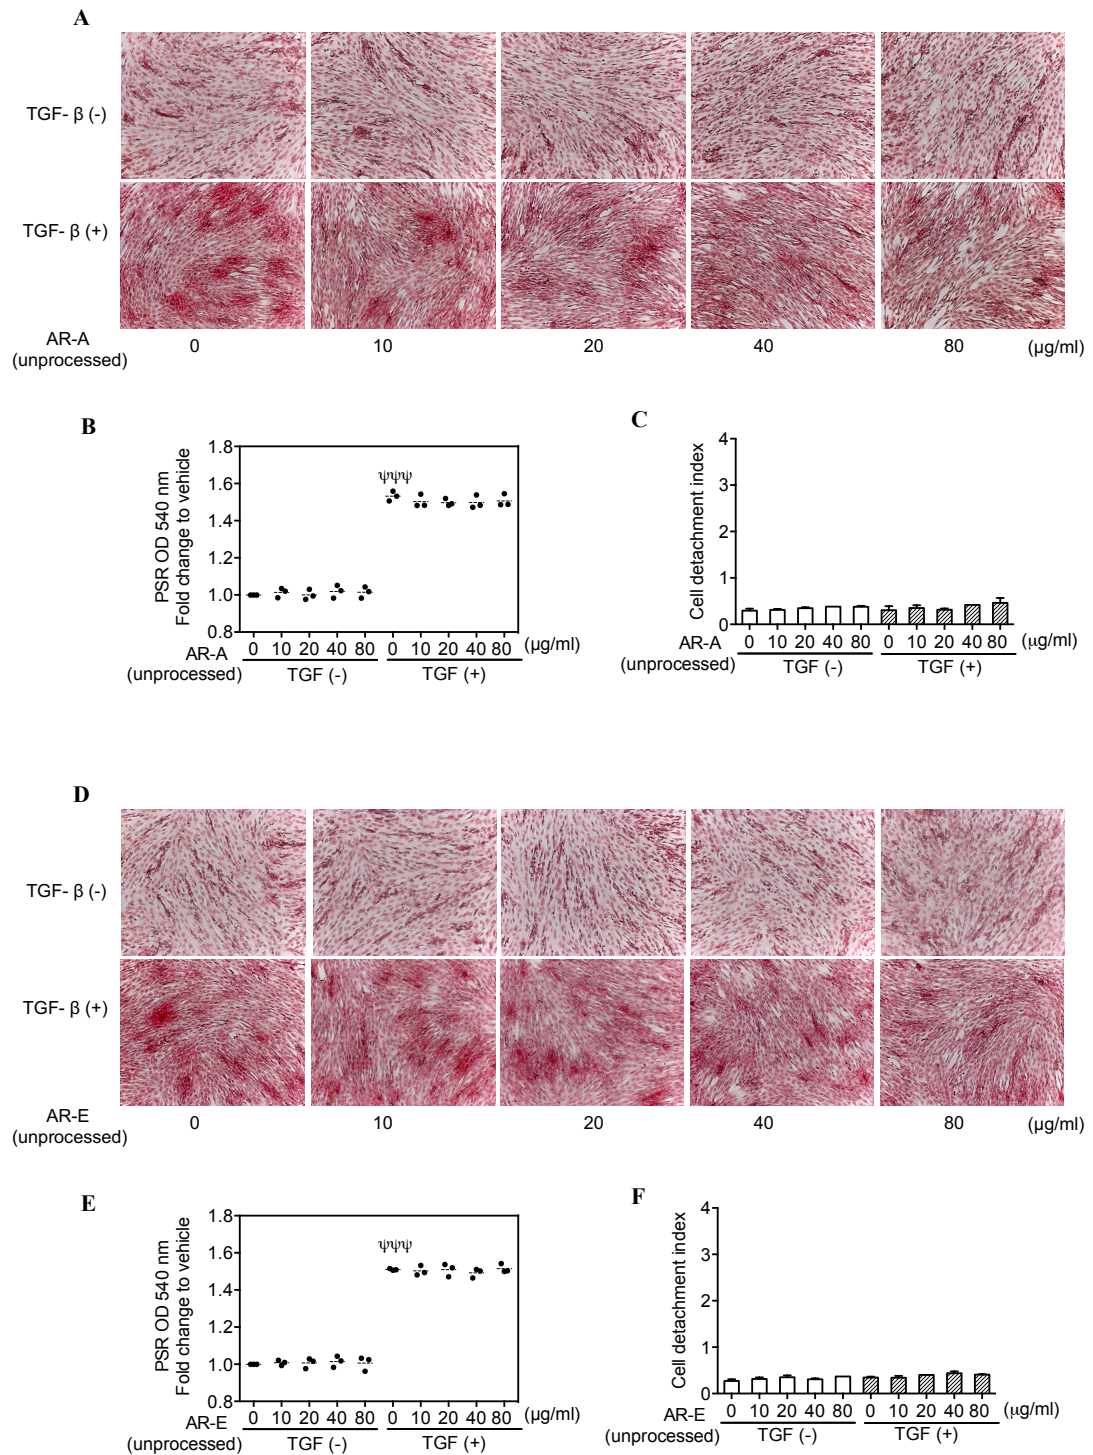 A
TGF- β (-)
TGF- β (+)
AR-A
(unprocessed)
0 10 20 40 80 (μg/ml)
B
PSR OD 540 nm
Fold change to vehicle
1.8
1.6
1.4
1.2
1.0
0.8
ψψψ
0 10 20 40 80 0 10 20 40 80 (μg/ml)
AR-A
(unprocessed)
TGF (-) TGF (+)
C
Cell detachment index
4
3
2
1
0
0 10 20 40 80 0 10 20 40 80 (μg/ml)
AR-A
(unprocessed)
TGF (-) TGF (+)
D
TGF- β (-)
TGF- β (+)
AR-E
(unprocessed)
0 10 20 40 80 (μg/ml)
E
PSR OD 540 nm
Fold change to vehicle
1.8
1.6
1.4
1.2
1.0
0.8
ψψψ
0 10 20 40 80 0 10 20 40 80 (μg/ml)
AR-E
(unprocessed)
TGF (-) TGF (+)
F
Cell detachment index
4
3
2
1
0
0 10 20 40 80 0 10 20 40 80 (μg/ml)
AR-E
(unprocessed)
TGF (-) TGF (+)